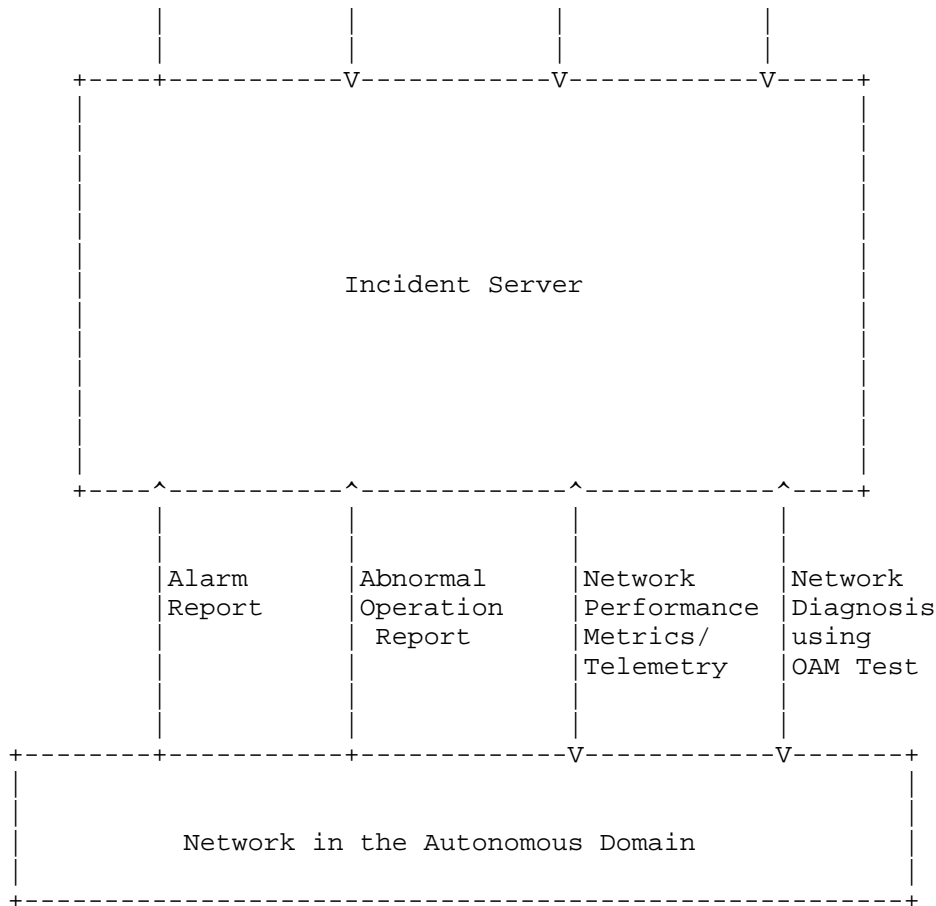 Incident Server
Alarm Abnormal Network Network
Report Operation Performance Diagnosis
Report Metrics/ using
Telemetry OAM Test
Network in the Autonomous Domain